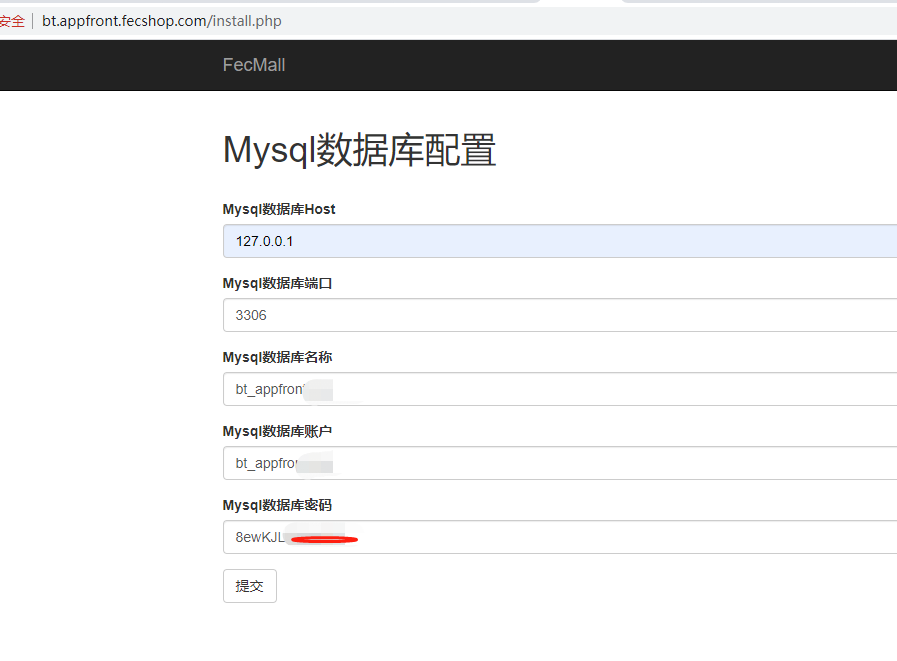 安全 bt.appfront.fecshop.com/install.php
FecMall
Mysql数据库配置
Mysql数据库Host
127.0.0.1
Mysql数据库端口
3306
Mysql数据库名称
bt_appfront
Mysql数据库账户
bt_appfro
Mysql数据库密码
8ewKJL
提交